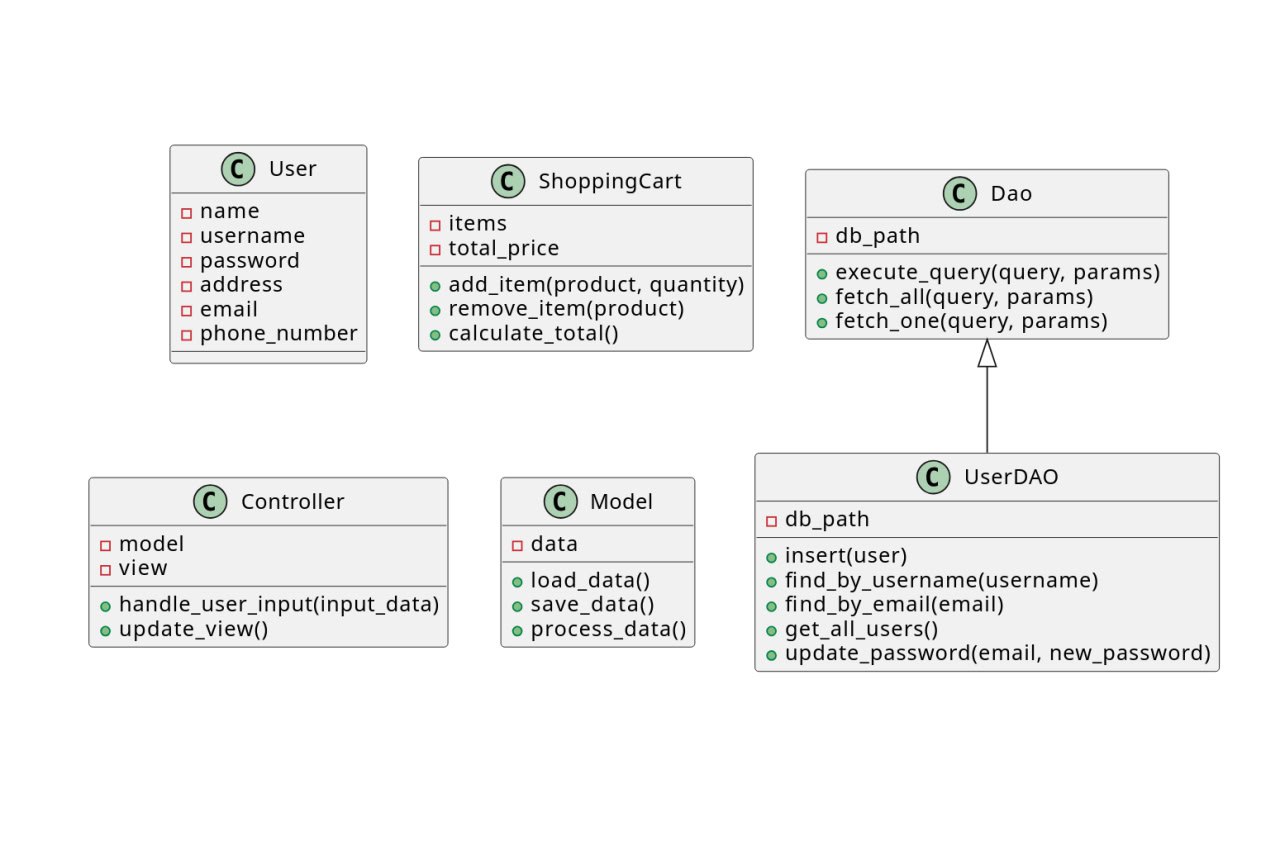 C User
name
username
password
address
email
phone_number
C ShoppingCart
items
total_price
add_item(product, quantity)
remove_item(product)
calculate_total()
C Dao
db_path
execute_query(query, params)
fetch_all(query, params)
fetch_one(query, params)
C Controller
model
view
handle_user_input(input_data)
update_view()
C Model
data
load_data()
save_data()
process_data()
C UserDAO
db_path
insert(user)
find_by_username(username)
find_by_email(email)
get_all_users()
update_password(email, new_password)